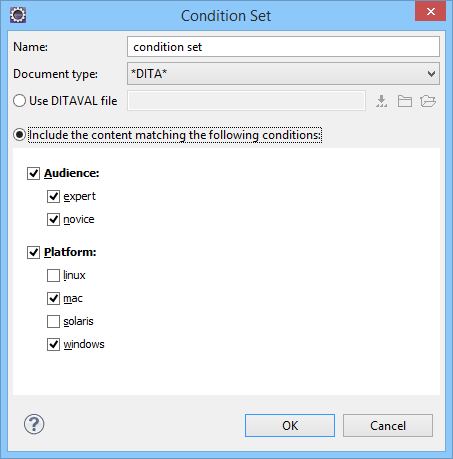 Condition Set
Name: condition set
Document type: *DITA*
Use DITAVAL file
Include the content matching the following conditions:
Audience:
expert
novice
Platform:
linux
mac
solaris
windows
?
OK Cancel